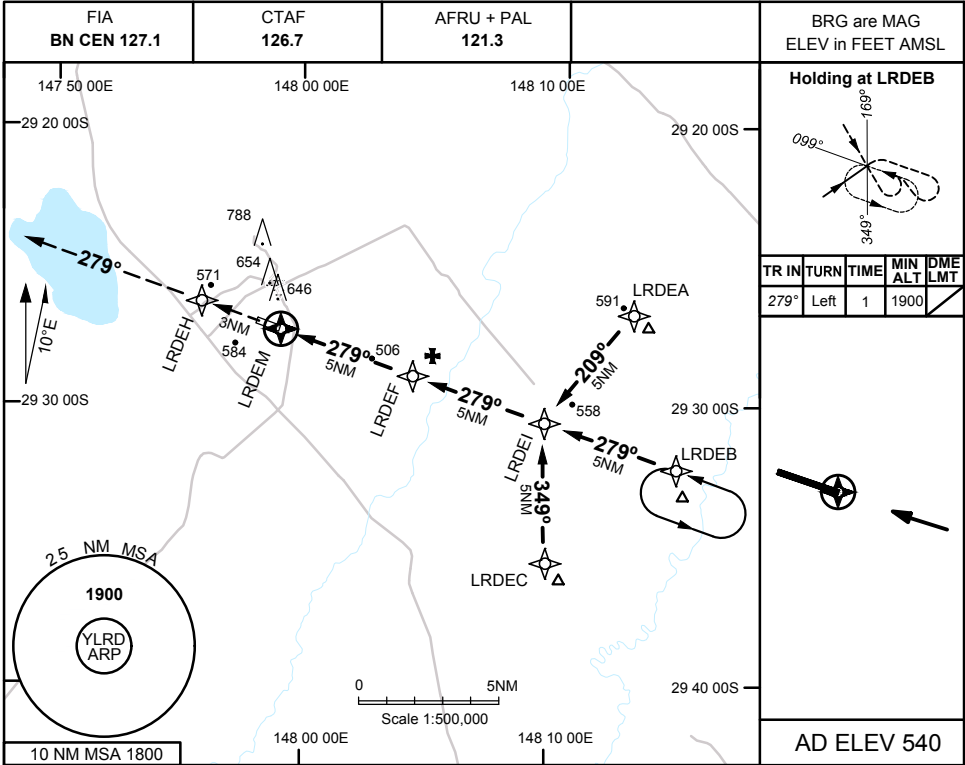 FIA
BN CEN 127.1
CTAF
126.7
AFRU + PAL
121.3
BRG are MAG
ELEV in FEET AMSL
147 50 00E
148 00 00E
148 10 00E
29 20 00S
29 20 00S
Holding at LRDEB
169°
099°
349°
TR IN
TURN
TIME
MIN ALT
DME LMT
279°
Left
1
1900
788
654
646
571
584
279°
3NM
LRDEH
LRDEM
10°E
279°
5NM
506
LRDEF
279°
5NM
591
LRDEA
209°
5NM
558
LRDEI
279°
5NM
LRDEB
349°
5NM
LRDEC
29 30 00S
29 30 00S
25 NM MSA
1900
YLRD
ARP
10 NM MSA 1800
0
5NM
Scale 1:500,000
29 40 00S
148 00 00E
148 10 00E
AD ELEV 540